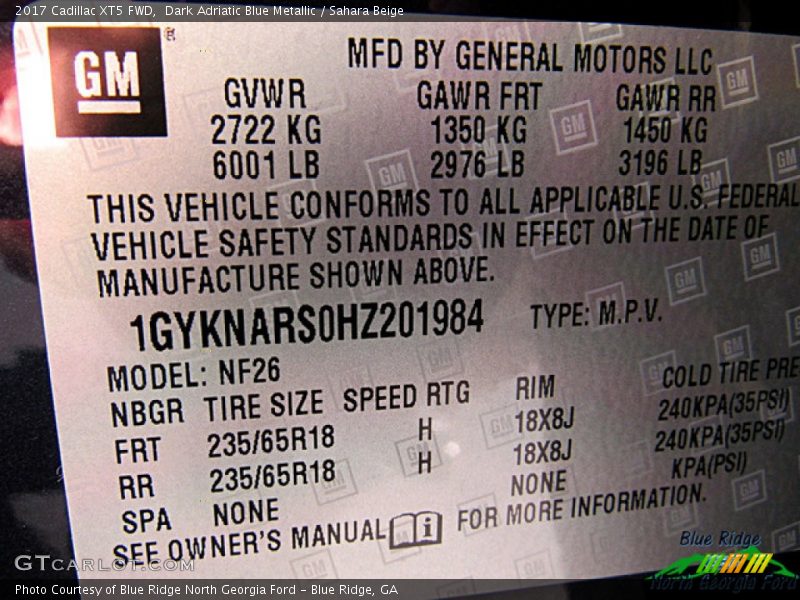 2017 Cadillac XT5 FWD,  Dark Adriatic Blue Metallic / Sahara Beige
GM
MFD BY GENERAL MOTORS LLC
GVWR GAWR FRT GAWR RR
2722 KG 1350 KG 1450 KG
6001 LB 2976 LB 3196 LB
THIS VEHICLE CONFORMS TO ALL APPLICABLE U.S. FEDERAL
VEHICLE SAFETY STANDARDS IN EFFECT ON THE DATE OF
MANUFACTURE SHOWN ABOVE.
1GYKNARS0HZ201984 TYPE: M.P.V.
MODEL: NF26
NBGR TIRE SIZE SPEED RTG RIM COLD TIRE PRE
FRT 235/65R18 H 18X8J 240KPA(35PSI)
RR 235/65R18 H 18X8J 240KPA(35PSI)
SPA NONE NONE KPA(PSI)
SEE OWNER'S MANUAL i FOR MORE INFORMATION.
GTCarLot.com
Blue Ridge
North Georgia Ford
Photo Courtesy of Blue Ridge North Georgia Ford - Blue Ridge, GA